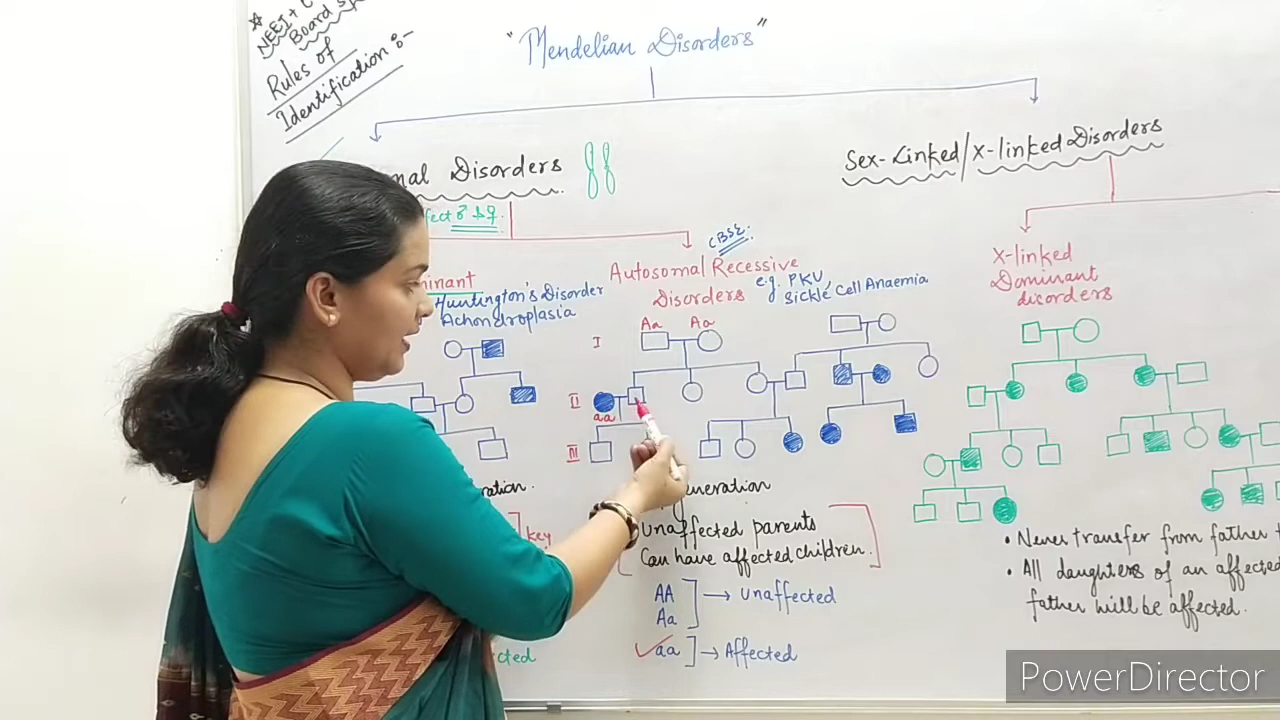 NEET +
Board
Rules of
Identification :-
"Mendelian Disorders"
Disorders
♂ & ♀
Huntington's Disorder
Achondroplasia
key
CBSE
Autosomal Recessive
Disorders
e.g. PKU,
Sickle Cell Anaemia
I
Aa Aa
II
aa
III
Unaffected parents
Can have affected children.
AA
Aa
→ Unaffected
aa → Affected
Sex-Linked/X-linked Disorders
X-linked
Dominant
disorders
• Never transfer from father
• All daughters of an affected
father will be affected.
PowerDirector